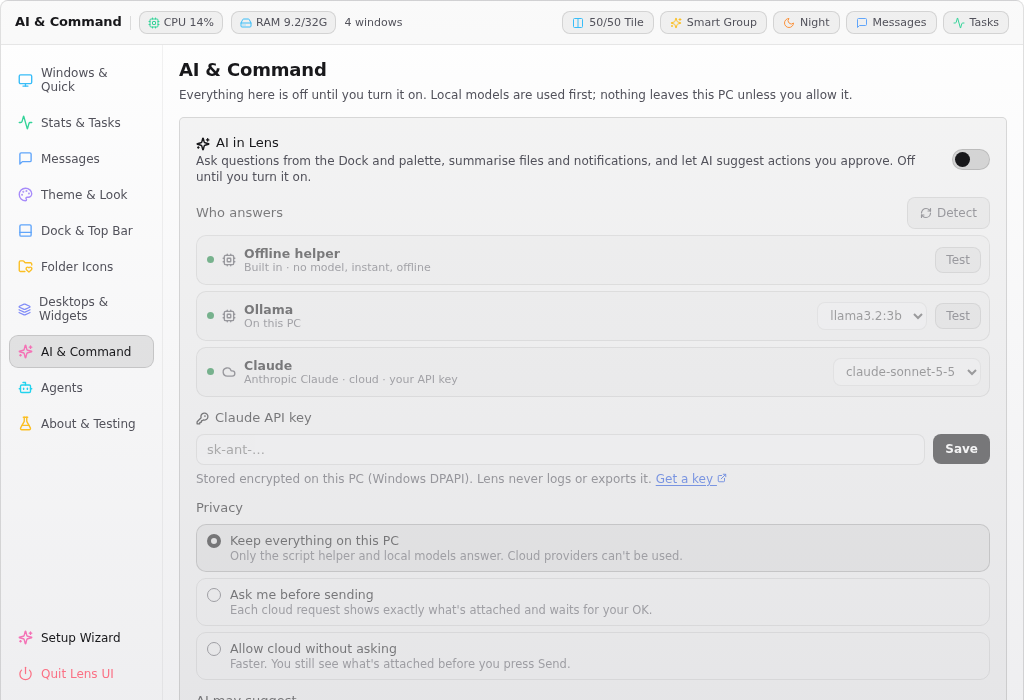 AI & Command
CPU 14%
RAM 9.2/32G
4 windows
50/50 Tile
Smart Group
Night
Messages
Tasks
Windows &
Quick
Stats & Tasks
Messages
Theme & Look
Dock & Top Bar
Folder Icons
Desktops &
Widgets
AI & Command
Agents
About & Testing
Setup Wizard
Quit Lens UI
AI & Command
Everything here is off until you turn it on. Local models are used first; nothing leaves this PC unless you allow it.
AI in Lens
Ask questions from the Dock and palette, summarise files and notifications, and let AI suggest actions you approve. Off
until you turn it on.
Who answers
Detect
Offline helper
Built in · no model, instant, offline
Test
Ollama
On this PC
llama3.2:3b
Test
Claude
Anthropic Claude · cloud · your API key
claude-sonnet-5-5
Claude API key
sk-ant-...
Save
Stored encrypted on this PC (Windows DPAPI). Lens never logs or exports it. Get a key
Privacy
Keep everything on this PC
Only the script helper and local models answer. Cloud providers can't be used.
Ask me before sending
Each cloud request shows exactly what's attached and waits for your OK.
Allow cloud without asking
Faster. You still see what's attached before you press Send.
AI may suggest